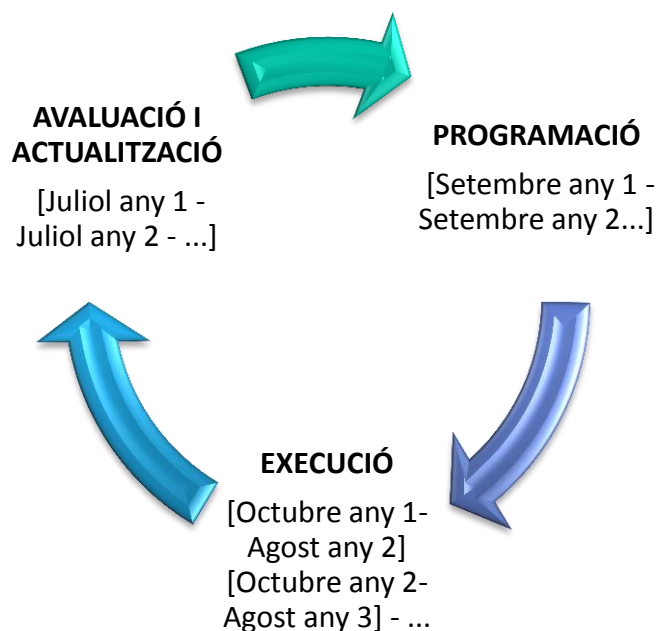 AVALUACIÓ I
ACTUALITZACIÓ
[Juliol any 1 -
Juliol any 2 - ...]
PROGRAMACIÓ
[Setembre any 1 -
Setembre any 2...]
EXECUCIÓ
[Octubre any 1-
Agost any 2]
[Octubre any 2-
Agost any 3] - ...